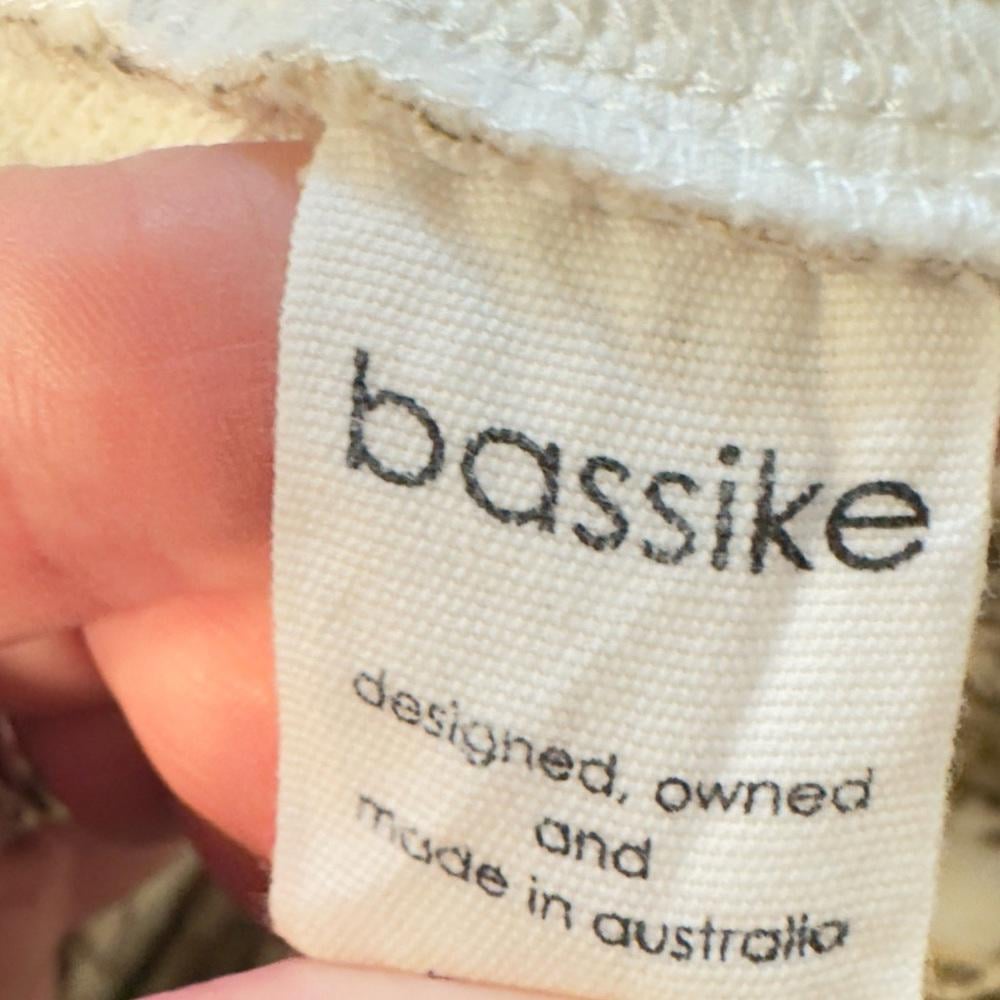 bassike
designed, owned
and
made in australia